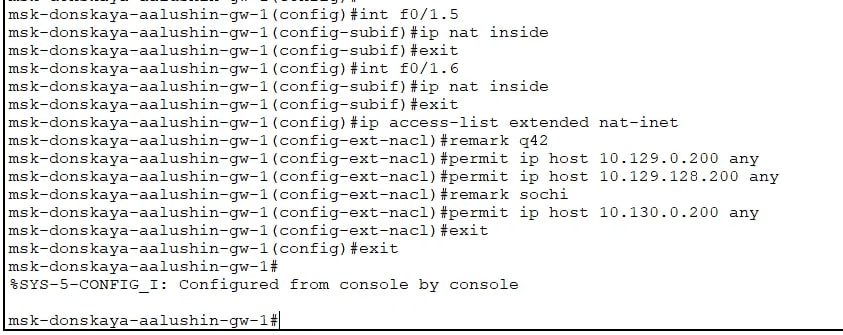 msk-donskaya-aalushin-gw-1(config)#int f0/1.5
msk-donskaya-aalushin-gw-1(config-subif)#ip nat inside
msk-donskaya-aalushin-gw-1(config-subif)#exit
msk-donskaya-aalushin-gw-1(config)#int f0/1.6
msk-donskaya-aalushin-gw-1(config-subif)#ip nat inside
msk-donskaya-aalushin-gw-1(config-subif)#exit
msk-donskaya-aalushin-gw-1(config)#ip access-list extended nat-inet
msk-donskaya-aalushin-gw-1(config-ext-nacl)#remark q42
msk-donskaya-aalushin-gw-1(config-ext-nacl)#permit ip host 10.129.0.200 any
msk-donskaya-aalushin-gw-1(config-ext-nacl)#permit ip host 10.129.128.200 any
msk-donskaya-aalushin-gw-1(config-ext-nacl)#remark sochi
msk-donskaya-aalushin-gw-1(config-ext-nacl)#permit ip host 10.130.0.200 any
msk-donskaya-aalushin-gw-1(config-ext-nacl)#exit
msk-donskaya-aalushin-gw-1(config)#exit
msk-donskaya-aalushin-gw-1#
%SYS-5-CONFIG_I: Configured from console by console
msk-donskaya-aalushin-gw-1#